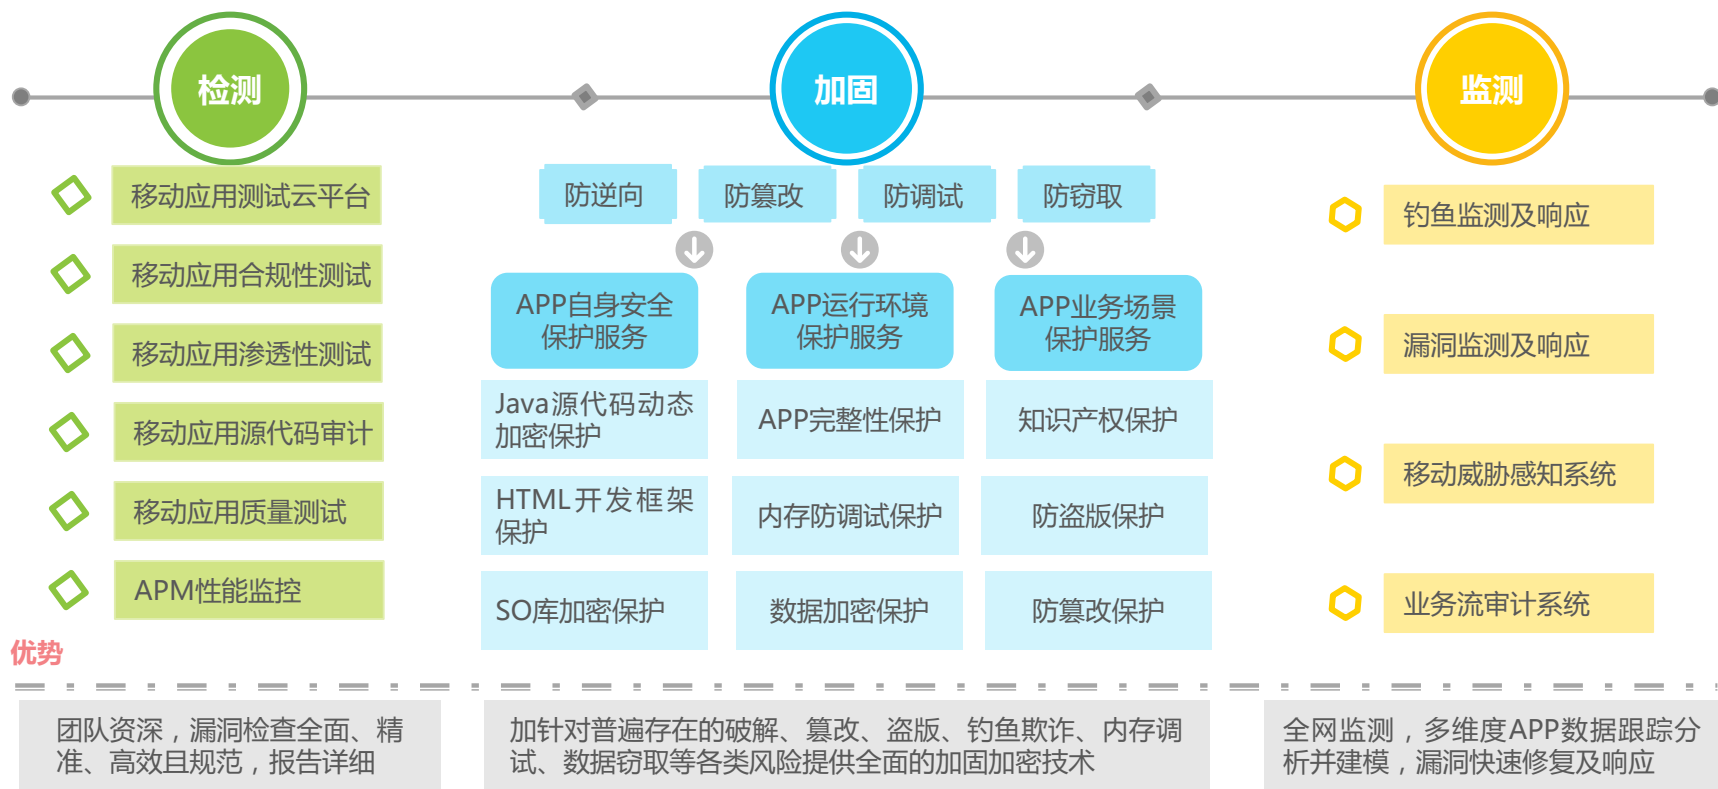 检测
加固
监测
移动应用测试云平台
移动应用合规性测试
移动应用渗透性测试
移动应用源代码审计
移动应用质量测试
APM性能监控
防逆向
防篡改
防调试
防窃取
APP自身安全
保护服务
APP运行环境
保护服务
APP业务场景
保护服务
Java源代码动态
加密保护
APP完整性保护
知识产权保护
HTML开发框架
保护
内存防调试保护
防盗版保护
SO库加密保护
数据加密保护
防篡改保护
钓鱼监测及响应
漏洞监测及响应
移动威胁感知系统
业务流审计系统
优势
团队资深，漏洞检查全面、精
准、高效且规范，报告详细
加针对普遍存在的破解、篡改、盗版、钓鱼欺诈、内存调
试、数据窃取等各类风险提供全面的加固加密技术
全网监测，多维度APP数据跟踪分
析并建模，漏洞快速修复及响应